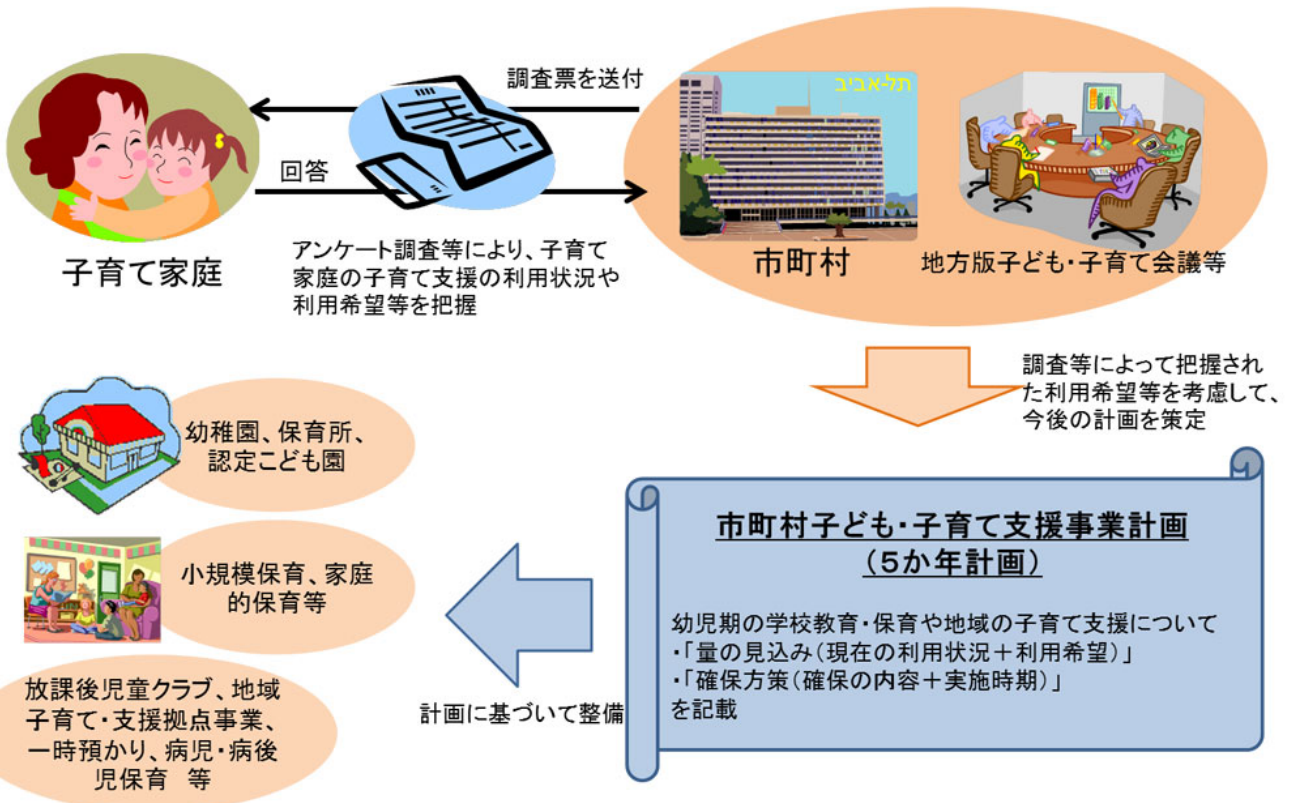 調査票を送付
回答
תל-אביב
子育て家庭
アンケート調査等により、子育て
家庭の子育て支援の利用状況や
利用希望等を把握
市町村
地方版子ども・子育て会議等
調査等によって把握され
た利用希望等を考慮して、
今後の計画を策定
幼稚園、保育所、
認定こども園
小規模保育、家庭
的保育等
放課後児童クラブ、地域
子育て・支援拠点事業、
一時預かり、病児・病後
児保育 等
計画に基づいて整備
市町村子ども・子育て支援事業計画
(5か年計画)
幼児期の学校教育・保育や地域の子育て支援について
・「量の見込み(現在の利用状況+利用希望)」
・「確保方策(確保の内容+実施時期)」
を記載